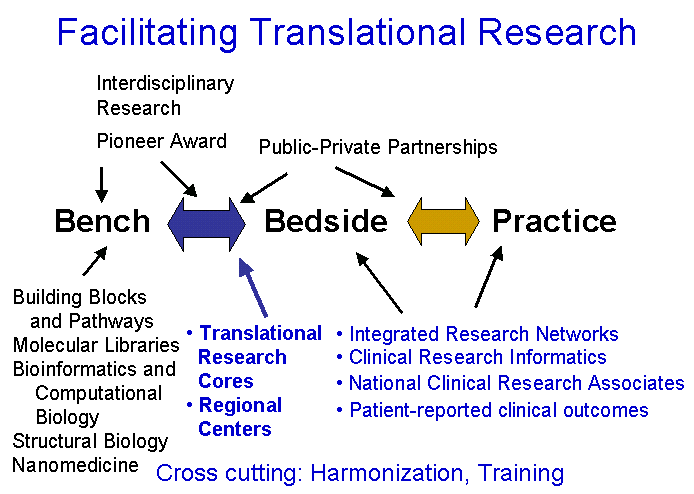 Facilitating Translational Research
Interdisciplinary
Research
Pioneer Award
Public-Private Partnerships
Bench
Bedside
Practice
Building Blocks
and Pathways
Molecular Libraries
Bioinformatics and
Computational
Biology
Structural Biology
Nanomedicine
• Translational
Research
Cores
• Regional
Centers
• Integrated Research Networks
• Clinical Research Informatics
• National Clinical Research Associates
• Patient-reported clinical outcomes
Cross cutting: Harmonization, Training